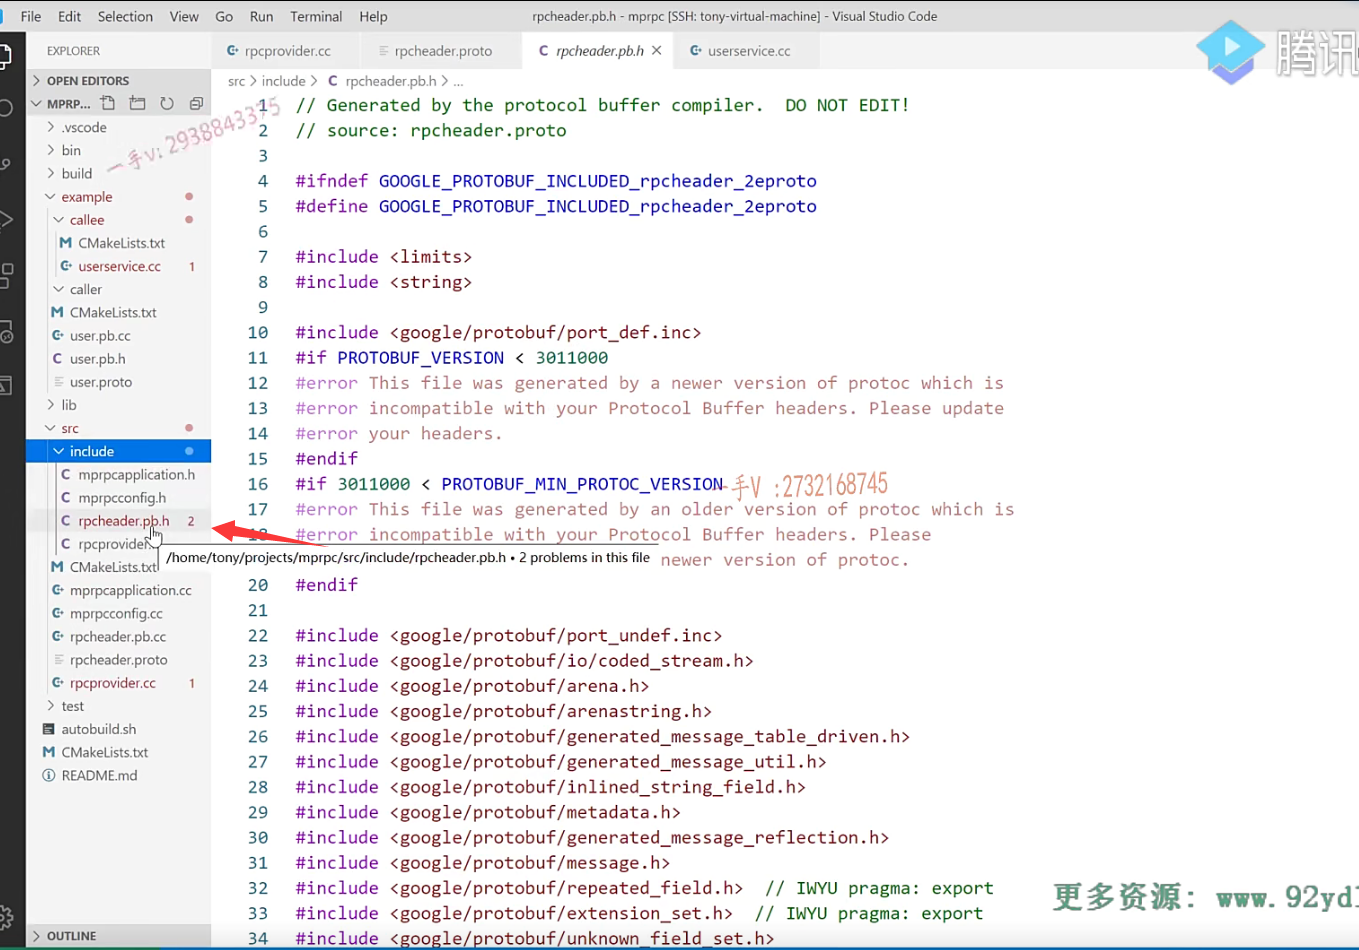 File Edit Selection View Go Run Terminal Help
rpcheader.pb.h - mprpc [SSH: tony-virtual-machine] - Visual Studio Code
腾讯
EXPLORER
rpcprovider.cc
rpcheader.proto
rpcheader.pb.h
userservice.cc
OPEN EDITORS
src > include > C rpcheader.pb.h > ...
MPRP...
.vscode
bin
build
example
callee
M CMakeLists.txt
userservice.cc 1
caller
M CMakeLists.txt
user.pb.cc
C user.pb.h
user.proto
lib
src
include
C mprpcapplication.h
C mprpcconfig.h
C rpcheader.pb.h 2
C rpcprovider.
M CMakeLists.txt
mprpcapplication.cc
mprpcconfig.cc
rpcheader.pb.cc
rpcheader.proto
rpcprovider.cc 1
test
autobuild.sh
M CMakeLists.txt
README.md
OUTLINE
一手V: 2938843375
1 // Generated by the protocol buffer compiler.  DO NOT EDIT!
2 // source: rpcheader.proto
3
4 #ifndef GOOGLE_PROTOBUF_INCLUDED_rpcheader_2eproto
5 #define GOOGLE_PROTOBUF_INCLUDED_rpcheader_2eproto
6
7 #include <limits>
8 #include <string>
9
10 #include <google/protobuf/port_def.inc>
11 #if PROTOBUF_VERSION < 3011000
12 #error This file was generated by a newer version of protoc which is
13 #error incompatible with your Protocol Buffer headers. Please update
14 #error your headers.
15 #endif
16 #if 3011000 < PROTOBUF_MIN_PROTOC_VERSION
一手V :2732168745
17 #error This file was generated by an older version of protoc which is
18 #error incompatible with your Protocol Buffer headers. Please
/home/tony/projects/mprpc/src/include/rpcheader.pb.h • 2 problems in this file
newer version of protoc.
20 #endif
21
22 #include <google/protobuf/port_undef.inc>
23 #include <google/protobuf/io/coded_stream.h>
24 #include <google/protobuf/arena.h>
25 #include <google/protobuf/arenastring.h>
26 #include <google/protobuf/generated_message_table_driven.h>
27 #include <google/protobuf/generated_message_util.h>
28 #include <google/protobuf/inlined_string_field.h>
29 #include <google/protobuf/metadata.h>
30 #include <google/protobuf/generated_message_reflection.h>
31 #include <google/protobuf/message.h>
32 #include <google/protobuf/repeated_field.h>  // IWYU pragma: export
33 #include <google/protobuf/extension_set.h>  // IWYU pragma: export
34 #include <google/protobuf/unknown_field_set.h>
更多资源: www.92yd